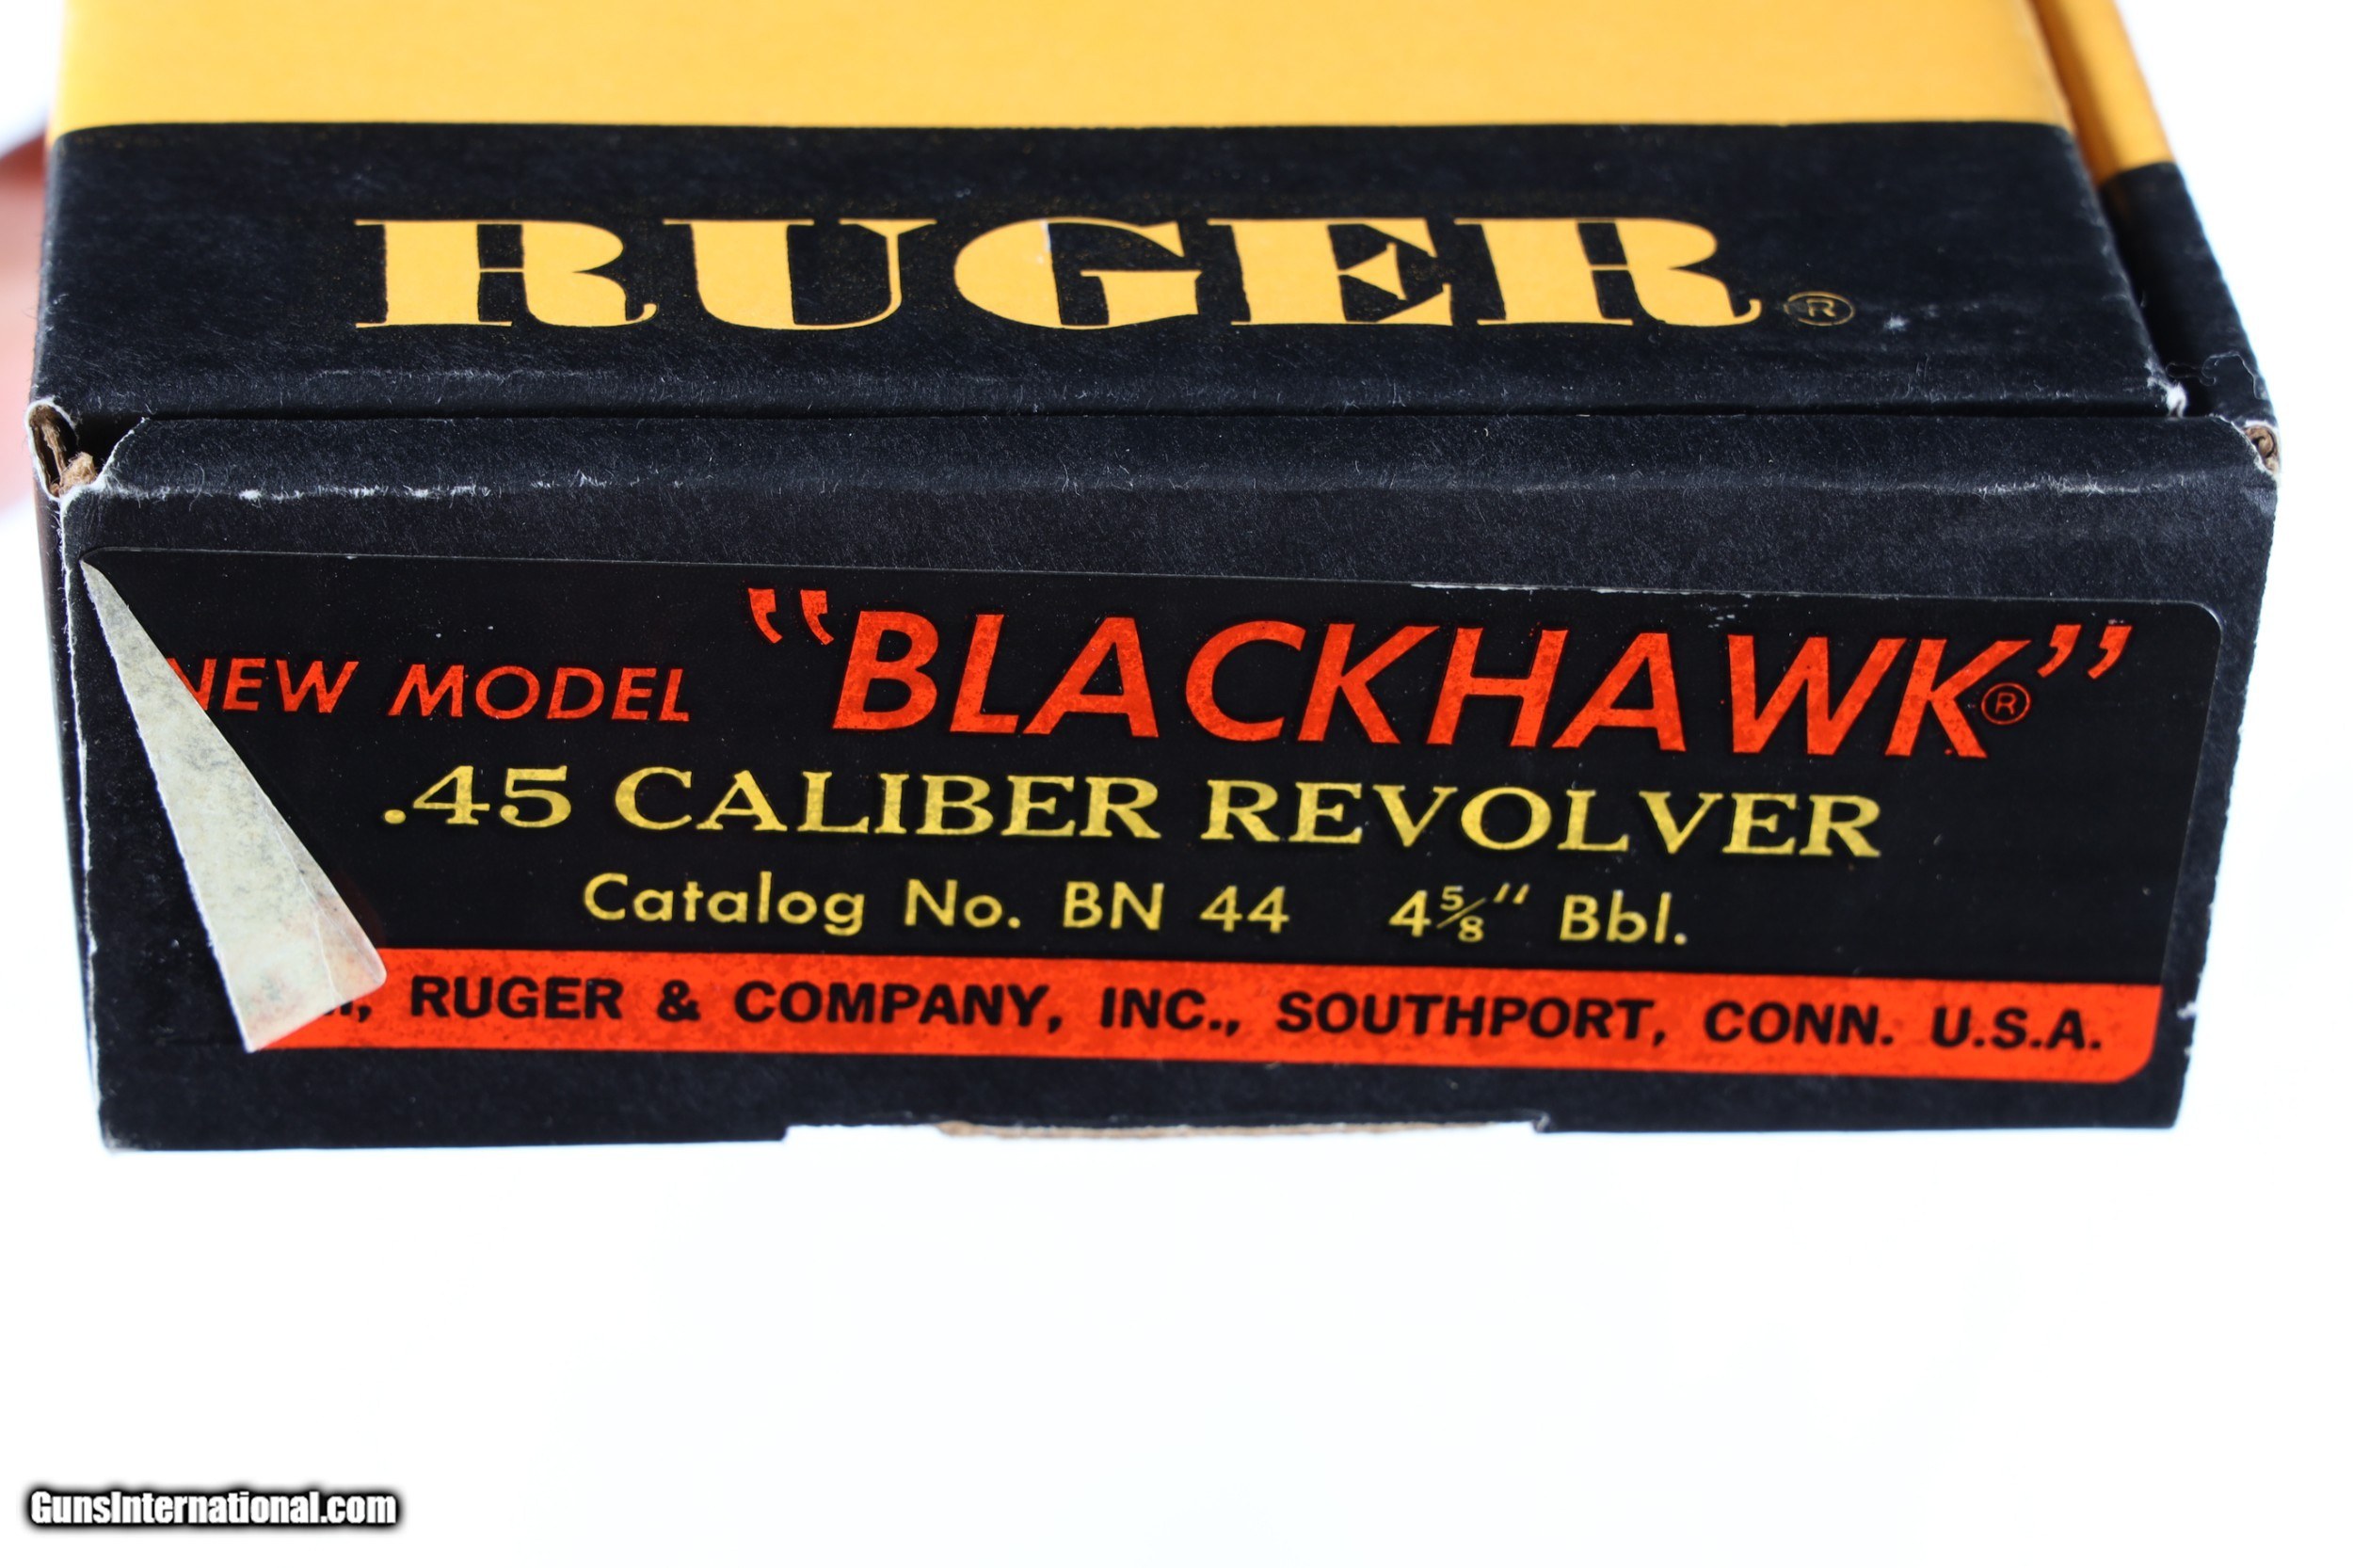 RUGER®
NEW MODEL "BLACKHAWK"®
.45 CALIBER REVOLVER
Catalog No. BN 44 4⅝" Bbl.
RUGER & COMPANY, INC., SOUTHPORT, CONN. U.S.A.
GunsInternational.com